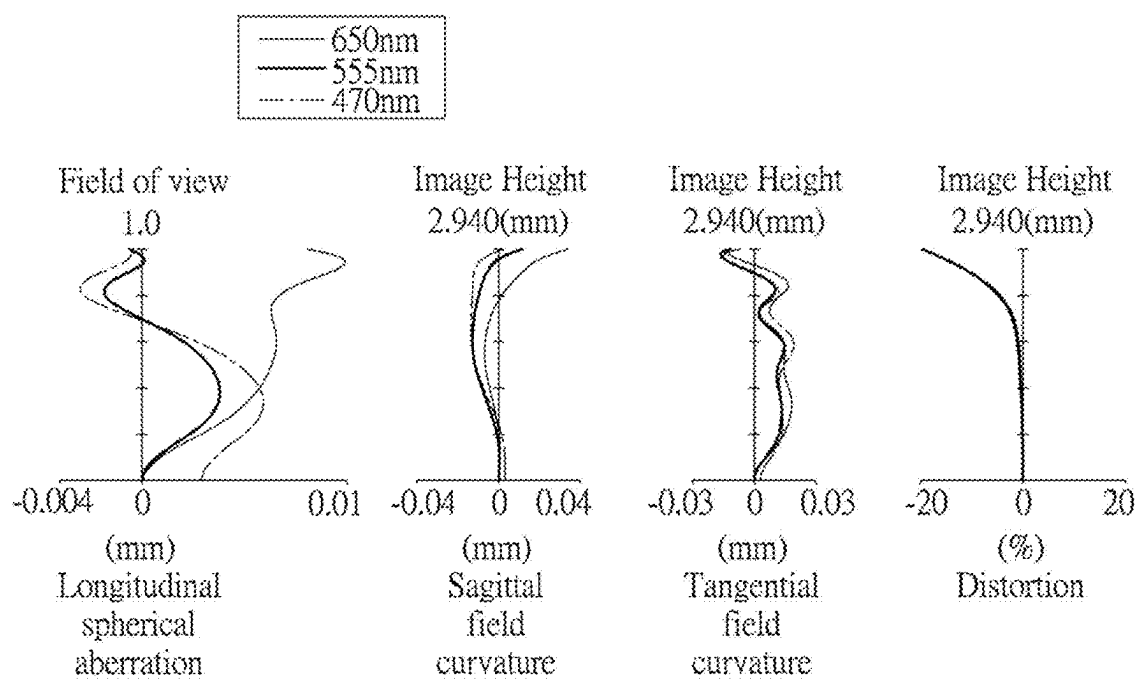 650nm
555nm
470nm
Field of view
1.0
Image Height
2.940(mm)
Image Height
2.940(mm)
Image Height
2.940(mm)
-0.004 0 0.01
-0.04 0 0.04
-0.03 0 0.03
-20 0 20
(mm)
Longitudinal
spherical
aberration
(mm)
Sagittal
field
curvature
(mm)
Tangential
field
curvature
(%)
Distortion